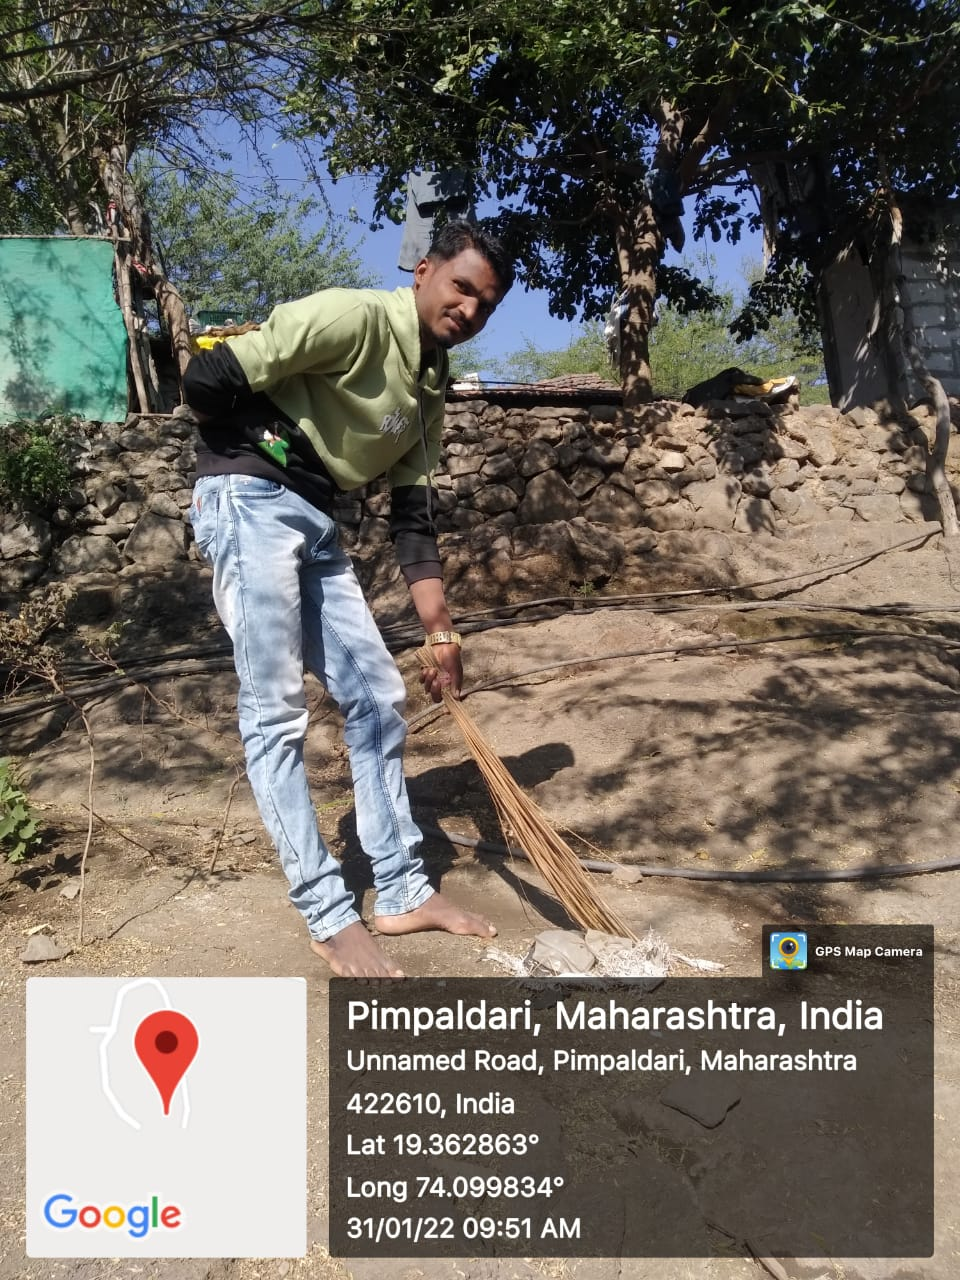 GPS Map Camera
Pimpaldari, Maharashtra, India
Unnamed Road, Pimpaldari, Maharashtra
422610, India
Lat 19.362863°
Long 74.099834°
31/01/22 09:51 AM
Google